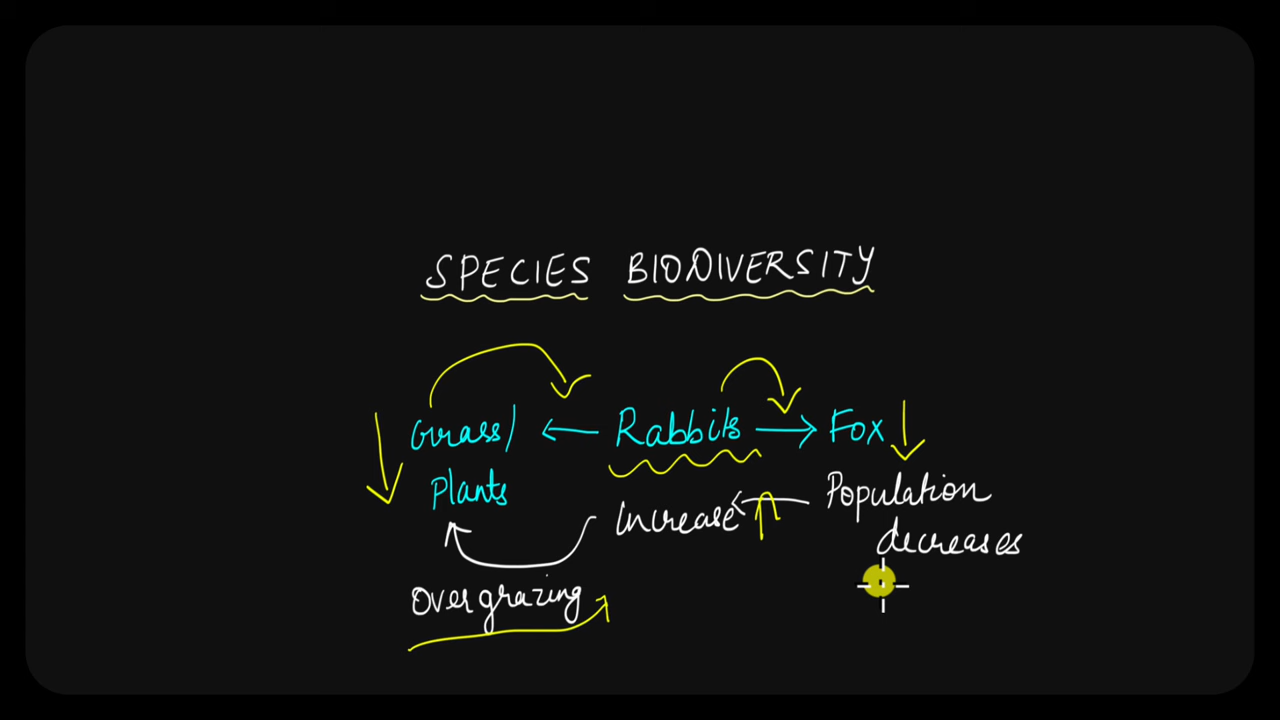 SPECIES BIODIVERSITY
Grass/ ← Rabbits → Fox ↓
Plants
Increase ↑
Population
decreases
Overgrazing